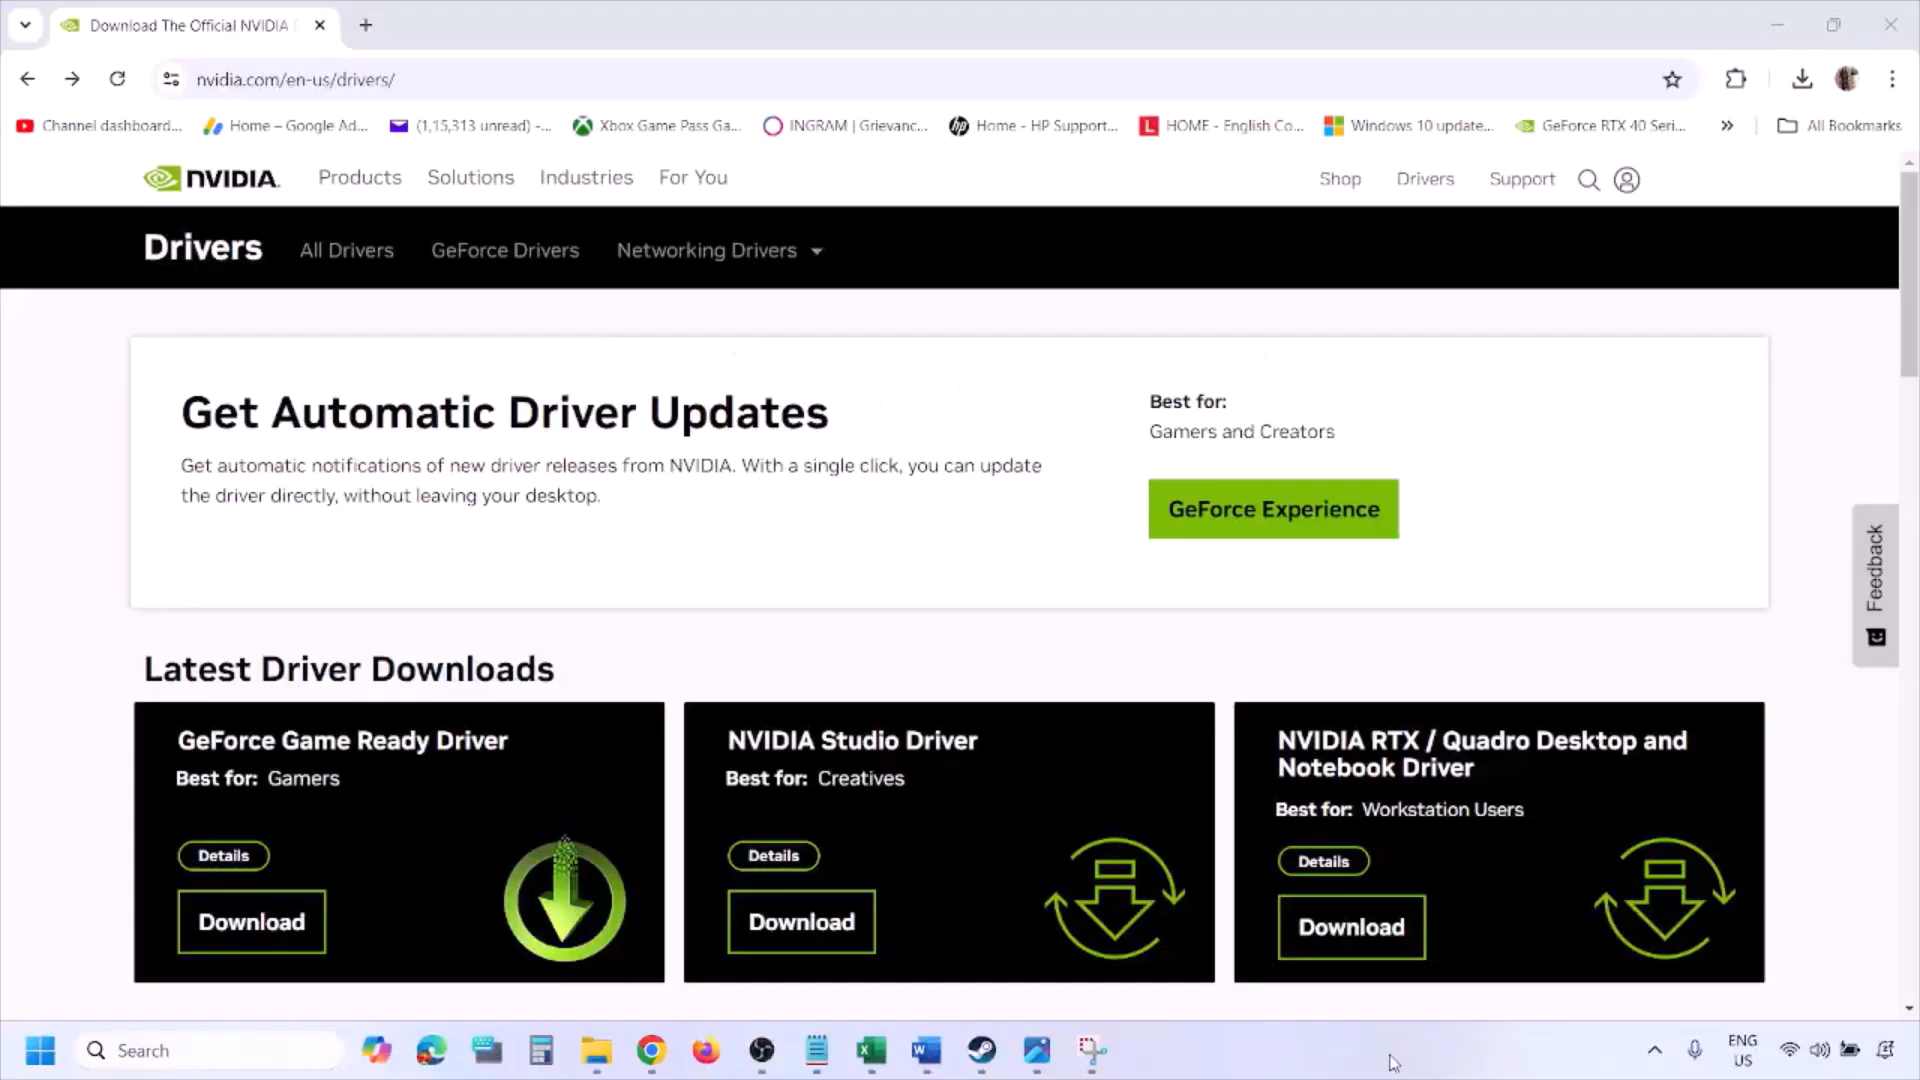 Download The Official NVIDIA
nvidia.com/en-us/drivers/
Channel dashboard...
Home – Google Ad...
(1,15,313 unread) -...
Xbox Game Pass Ga...
INGRAM | Grievanc...
Home - HP Support...
HOME - English Co...
Windows 10 update...
GeForce RTX 40 Seri...
All Bookmarks
NVIDIA.
Products
Solutions
Industries
For You
Shop
Drivers
Support
Drivers
All Drivers
GeForce Drivers
Networking Drivers
Get Automatic Driver Updates
Get automatic notifications of new driver releases from NVIDIA. With a single click, you can update
the driver directly, without leaving your desktop.
Best for:
Gamers and Creators
GeForce Experience
Feedback
Latest Driver Downloads
GeForce Game Ready Driver
Best for: Gamers
Details
Download
NVIDIA Studio Driver
Best for: Creatives
Details
Download
NVIDIA RTX / Quadro Desktop and
Notebook Driver
Best for: Workstation Users
Details
Download
Search
ENG
US